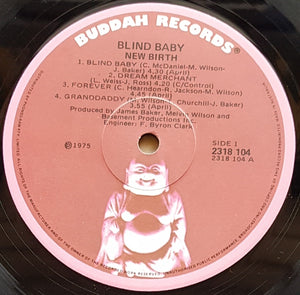 BUDDAH RECORDS®
BLIND BABY
NEW BIRTH
1. BLIND BABY (C. McDaniel-M. Wilson-
J. Baker) 4,30 (April)
2. DREAM MERCHANT
(L. Weiss-J. Ross) 4,20 (C/Control)
3. FOREVER (C. Hearndon-R. Jackson-M. Wilson)
4,45 (April)
4. GRANDADDY (M. Wilson-Churchill-J. Baker)
3,55 (April)
Produced by James Baker, Melvin Wilson and
Basement Productions Inc.
Engineer: F. Byron Clark
℗1975
SIDE 1
2318 104
2318 104 A